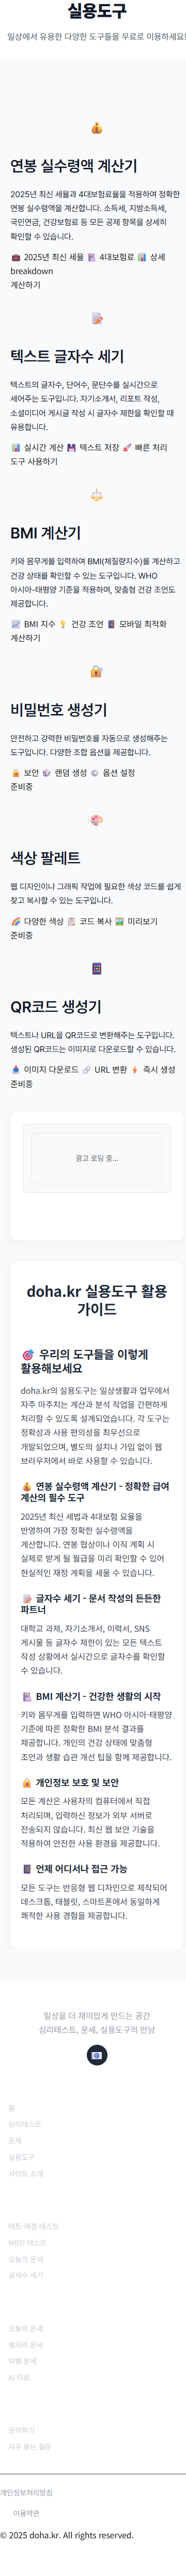 실용도구
일상에서 유용한 다양한 도구들을 무료로 이용하세요!
연봉 실수령액 계산기
2025년 최신 세율과 4대보험료율을 적용하여 정확한
연봉 실수령액을 계산합니다. 소득세, 지방소득세,
국민연금, 건강보험료 등 모든 공제 항목을 상세히
확인할 수 있습니다.
2025년 최신 세율 4대보험료 상세
breakdown
계산하기
텍스트 글자수 세기
텍스트의 글자수, 단어수, 문단수를 실시간으로
세어주는 도구입니다. 자기소개서, 리포트 작성,
소셜미디어 게시글 작성 시 글자수 제한을 확인할 때
유용합니다.
실시간 계산 텍스트 저장 빠른 처리
도구 사용하기
BMI 계산기
키와 몸무게를 입력하여 BMI(체질량지수)를 계산하고
건강 상태를 확인할 수 있는 도구입니다. WHO
아시아-태평양 기준을 적용하며, 맞춤형 건강 조언도
제공합니다.
BMI 지수 건강 조언 모바일 최적화
계산하기
비밀번호 생성기
안전하고 강력한 비밀번호를 자동으로 생성해주는
도구입니다. 다양한 조합 옵션을 제공합니다.
보안 랜덤 생성 옵션 설정
준비중
색상 팔레트
웹 디자인이나 그래픽 작업에 필요한 색상 코드를 쉽게
찾고 복사할 수 있는 도구입니다.
다양한 색상 코드 복사 미리보기
준비중
QR코드 생성기
텍스트나 URL을 QR코드로 변환해주는 도구입니다.
생성된 QR코드는 이미지로 다운로드할 수 있습니다.
이미지 다운로드 URL 변환 즉시 생성
준비중
광고 로딩 중...
doha.kr 실용도구 활용
가이드
우리의 도구들을 이렇게
활용해보세요
doha.kr의 실용도구는 일상생활과 업무에서
자주 마주치는 계산과 분석 작업을 간편하게
처리할 수 있도록 설계되었습니다. 각 도구는
정확성과 사용 편의성을 최우선으로
개발되었으며, 별도의 설치나 가입 없이 웹
브라우저에서 바로 사용할 수 있습니다.
연봉 실수령액 계산기 - 정확한 급여
계산의 필수 도구
2025년 최신 세법과 4대보험 요율을
반영하여 가장 정확한 실수령액을
계산합니다. 연봉 협상이나 이직 계획 시
실제로 받게 될 월급을 미리 확인할 수 있어
현실적인 재정 계획을 세울 수 있습니다.
글자수 세기 - 문서 작성의 든든한
파트너
대학교 과제, 자기소개서, 이력서, SNS
게시물 등 글자수 제한이 있는 모든 텍스트
작성 상황에서 실시간으로 글자수를 확인할
수 있습니다.
BMI 계산기 - 건강한 생활의 시작
키와 몸무게를 입력하면 WHO 아시아-태평양
기준에 따른 정확한 BMI 분석 결과를
제공합니다. 개인의 건강 상태에 맞춤형
조언과 생활 습관 개선 팁을 함께 제공합니다.
개인정보 보호 및 보안
모든 계산은 사용자의 컴퓨터에서 직접
처리되며, 입력하신 정보가 외부 서버로
전송되지 않습니다. 최신 웹 보안 기술을
적용하여 안전한 사용 환경을 제공합니다.
언제 어디서나 접근 가능
모든 도구는 반응형 웹 디자인으로 제작되어
데스크톱, 태블릿, 스마트폰에서 동일하게
쾌적한 사용 경험을 제공합니다.
일상을 더 재미있게 만드는 공간
심리테스트, 운세, 실용도구의 만남
홈
심리테스트
운세
실용도구
사이트 소개
테토-에겐 테스트
MBTI 테스트
오늘의 운세
글자수 세기
오늘의 운세
별자리 운세
띠별 운세
AI 타로
문의하기
자주 묻는 질문
개인정보처리방침
이용약관
© 2025 doha.kr. All rights reserved.